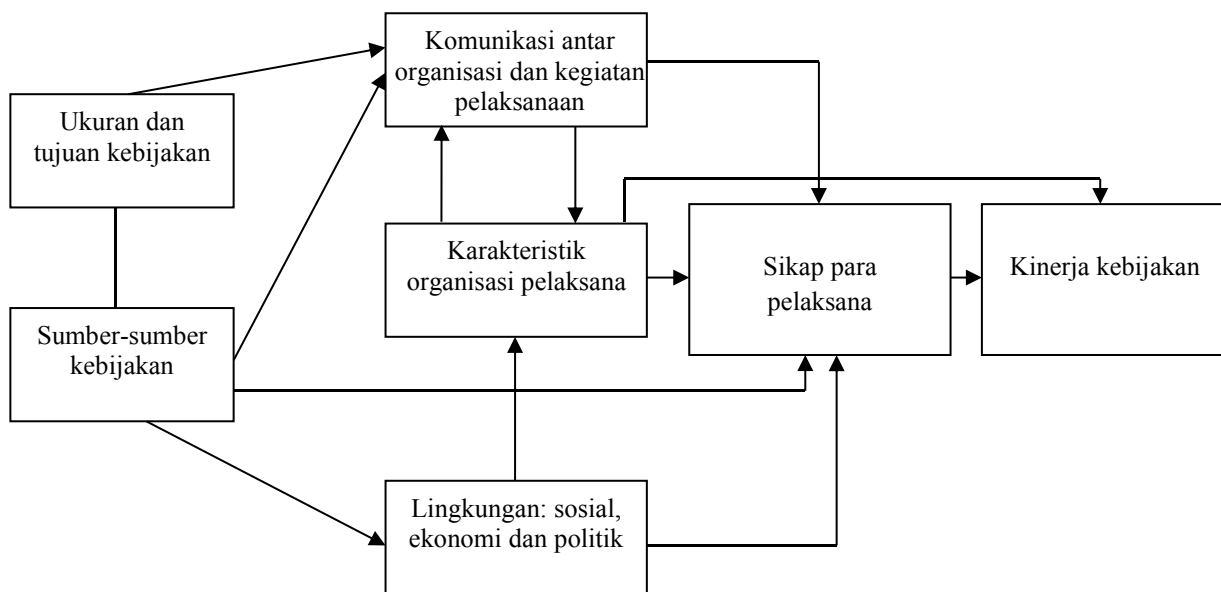 Komunikasi antar
organisasi dan kegiatan
pelaksanaan
Ukuran dan
tujuan kebijakan
Karakteristik
organisasi pelaksana
Sikap para
pelaksana
Kinerja kebijakan
Sumber-sumber
kebijakan
Lingkungan: sosial,
ekonomi dan politik